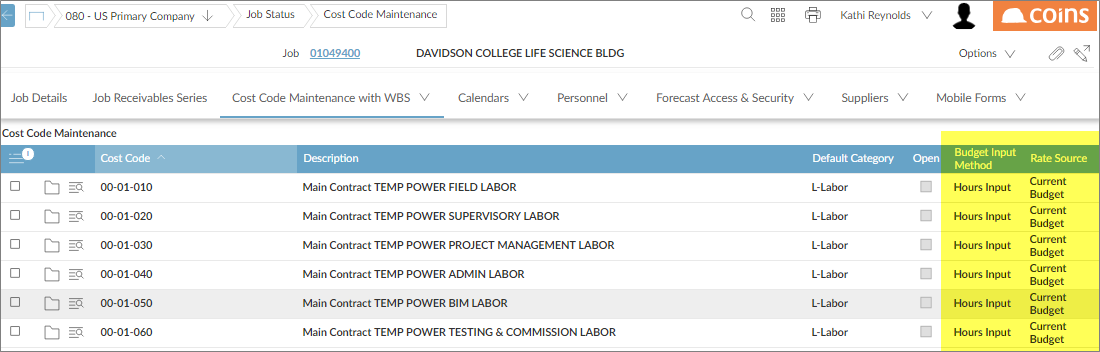 080 - US Primary Company Job Status Cost Code Maintenance Kathi Reynolds coins
Job 01049400 DAVIDSON COLLEGE LIFE SCIENCE BLDG Options
Job Details Job Receivables Series Cost Code Maintenance with WBS Calendars Personnel Forecast Access & Security Suppliers Mobile Forms
Cost Code Maintenance
1 Cost Code Description Default Category Open Budget Input Method Rate Source
00-01-010 Main Contract TEMP POWER FIELD LABOR L-Labor Hours Input Current Budget
00-01-020 Main Contract TEMP POWER SUPERVISORY LABOR L-Labor Hours Input Current Budget
00-01-030 Main Contract TEMP POWER PROJECT MANAGEMENT LABOR L-Labor Hours Input Current Budget
00-01-040 Main Contract TEMP POWER ADMIN LABOR L-Labor Hours Input Current Budget
00-01-050 Main Contract TEMP POWER BIM LABOR L-Labor Hours Input Current Budget
00-01-060 Main Contract TEMP POWER TESTING & COMMISSION LABOR L-Labor Hours Input Current Budget